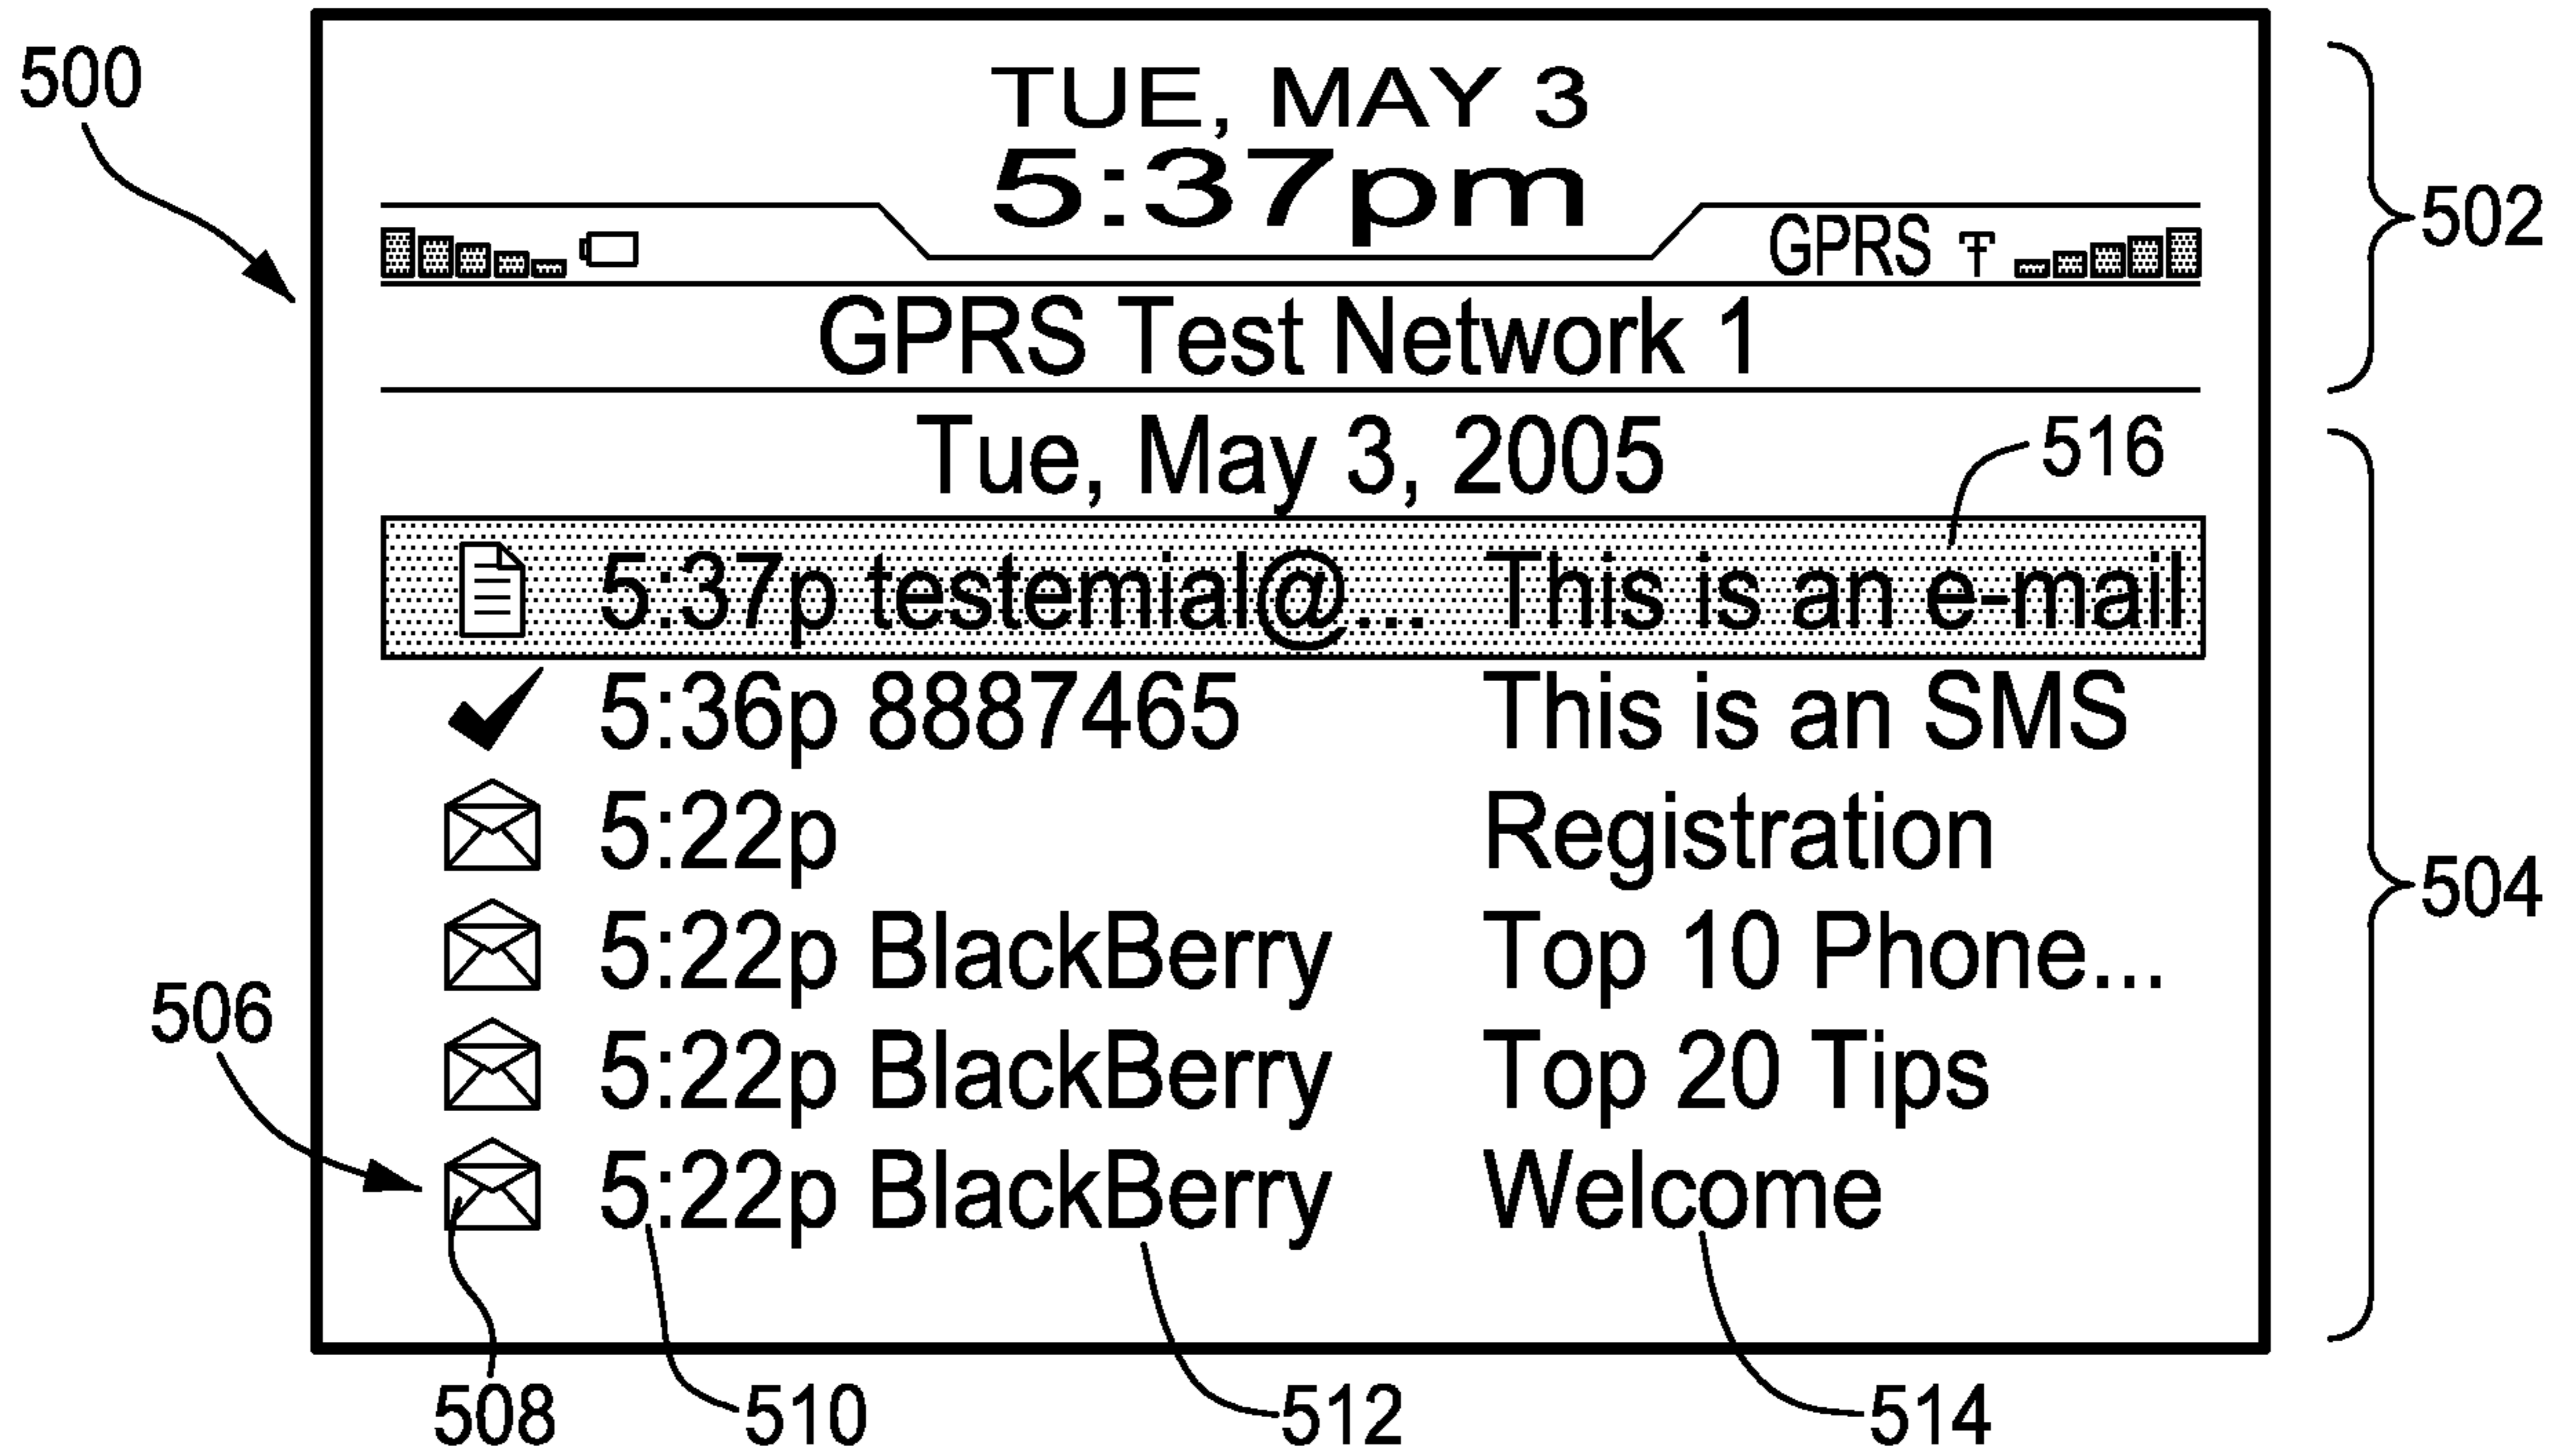 500
TUE, MAY 3
5:37pm
GPRS
502
GPRS Test Network 1
Tue, May 3, 2005
516
5:37p testemial@... This is an e-mail
5:36p 8887465 This is an SMS
5:22p Registration
504
5:22p BlackBerry Top 10 Phone...
506
5:22p BlackBerry Top 20 Tips
5:22p BlackBerry Welcome
508 510 512 514